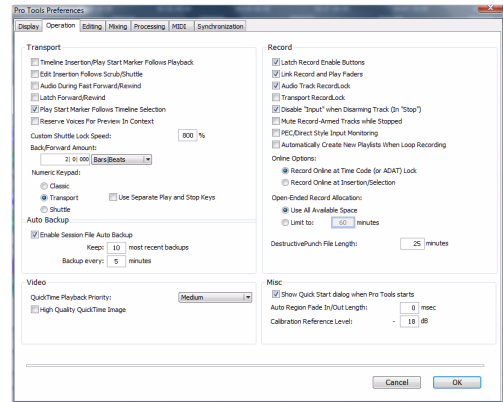 Pro Tools Preferences
Display Operation Editing Mixing Processing MIDI Synchronization
Transport
Timeline Insertion/Play Start Marker Follows Playback
Edit Insertion Follows Scrub/Shuttle
Audio During Fast Forward/Rewind
Latch Forward/Rewind
Play Start Marker Follows Timeline Selection
Reserve Voices For Preview In Context
Custom Shuttle Lock Speed: 800 %
Back/Forward Amount:
2| 0| 000 Bars|Beats
Numeric Keypad:
Classic
Transport Use Separate Play and Stop Keys
Shuttle
Auto Backup
Enable Session File Auto Backup
Keep: 10 most recent backups
Backup every: 5 minutes
Video
QuickTime Playback Priority: Medium
High Quality QuickTime Image
Record
Latch Record Enable Buttons
Link Record and Play Faders
Audio Track RecordLock
Transport RecordLock
Disable "Input" when Disarming Track (In "Stop")
Mute Record-Armed Tracks while Stopped
PEC/Direct Style Input Monitoring
Automatically Create New Playlists When Loop Recording
Online Options:
Record Online at Time Code (or ADAT) Lock
Record Online at Insertion/Selection
Open-Ended Record Allocation:
Use All Available Space
Limit to: 60 minutes
DestructivePunch File Length: 25 minutes
Misc
Show Quick Start dialog when Pro Tools starts
Auto Region Fade In/Out Length: 0 msec
Calibration Reference Level: - 18 dB
Cancel OK